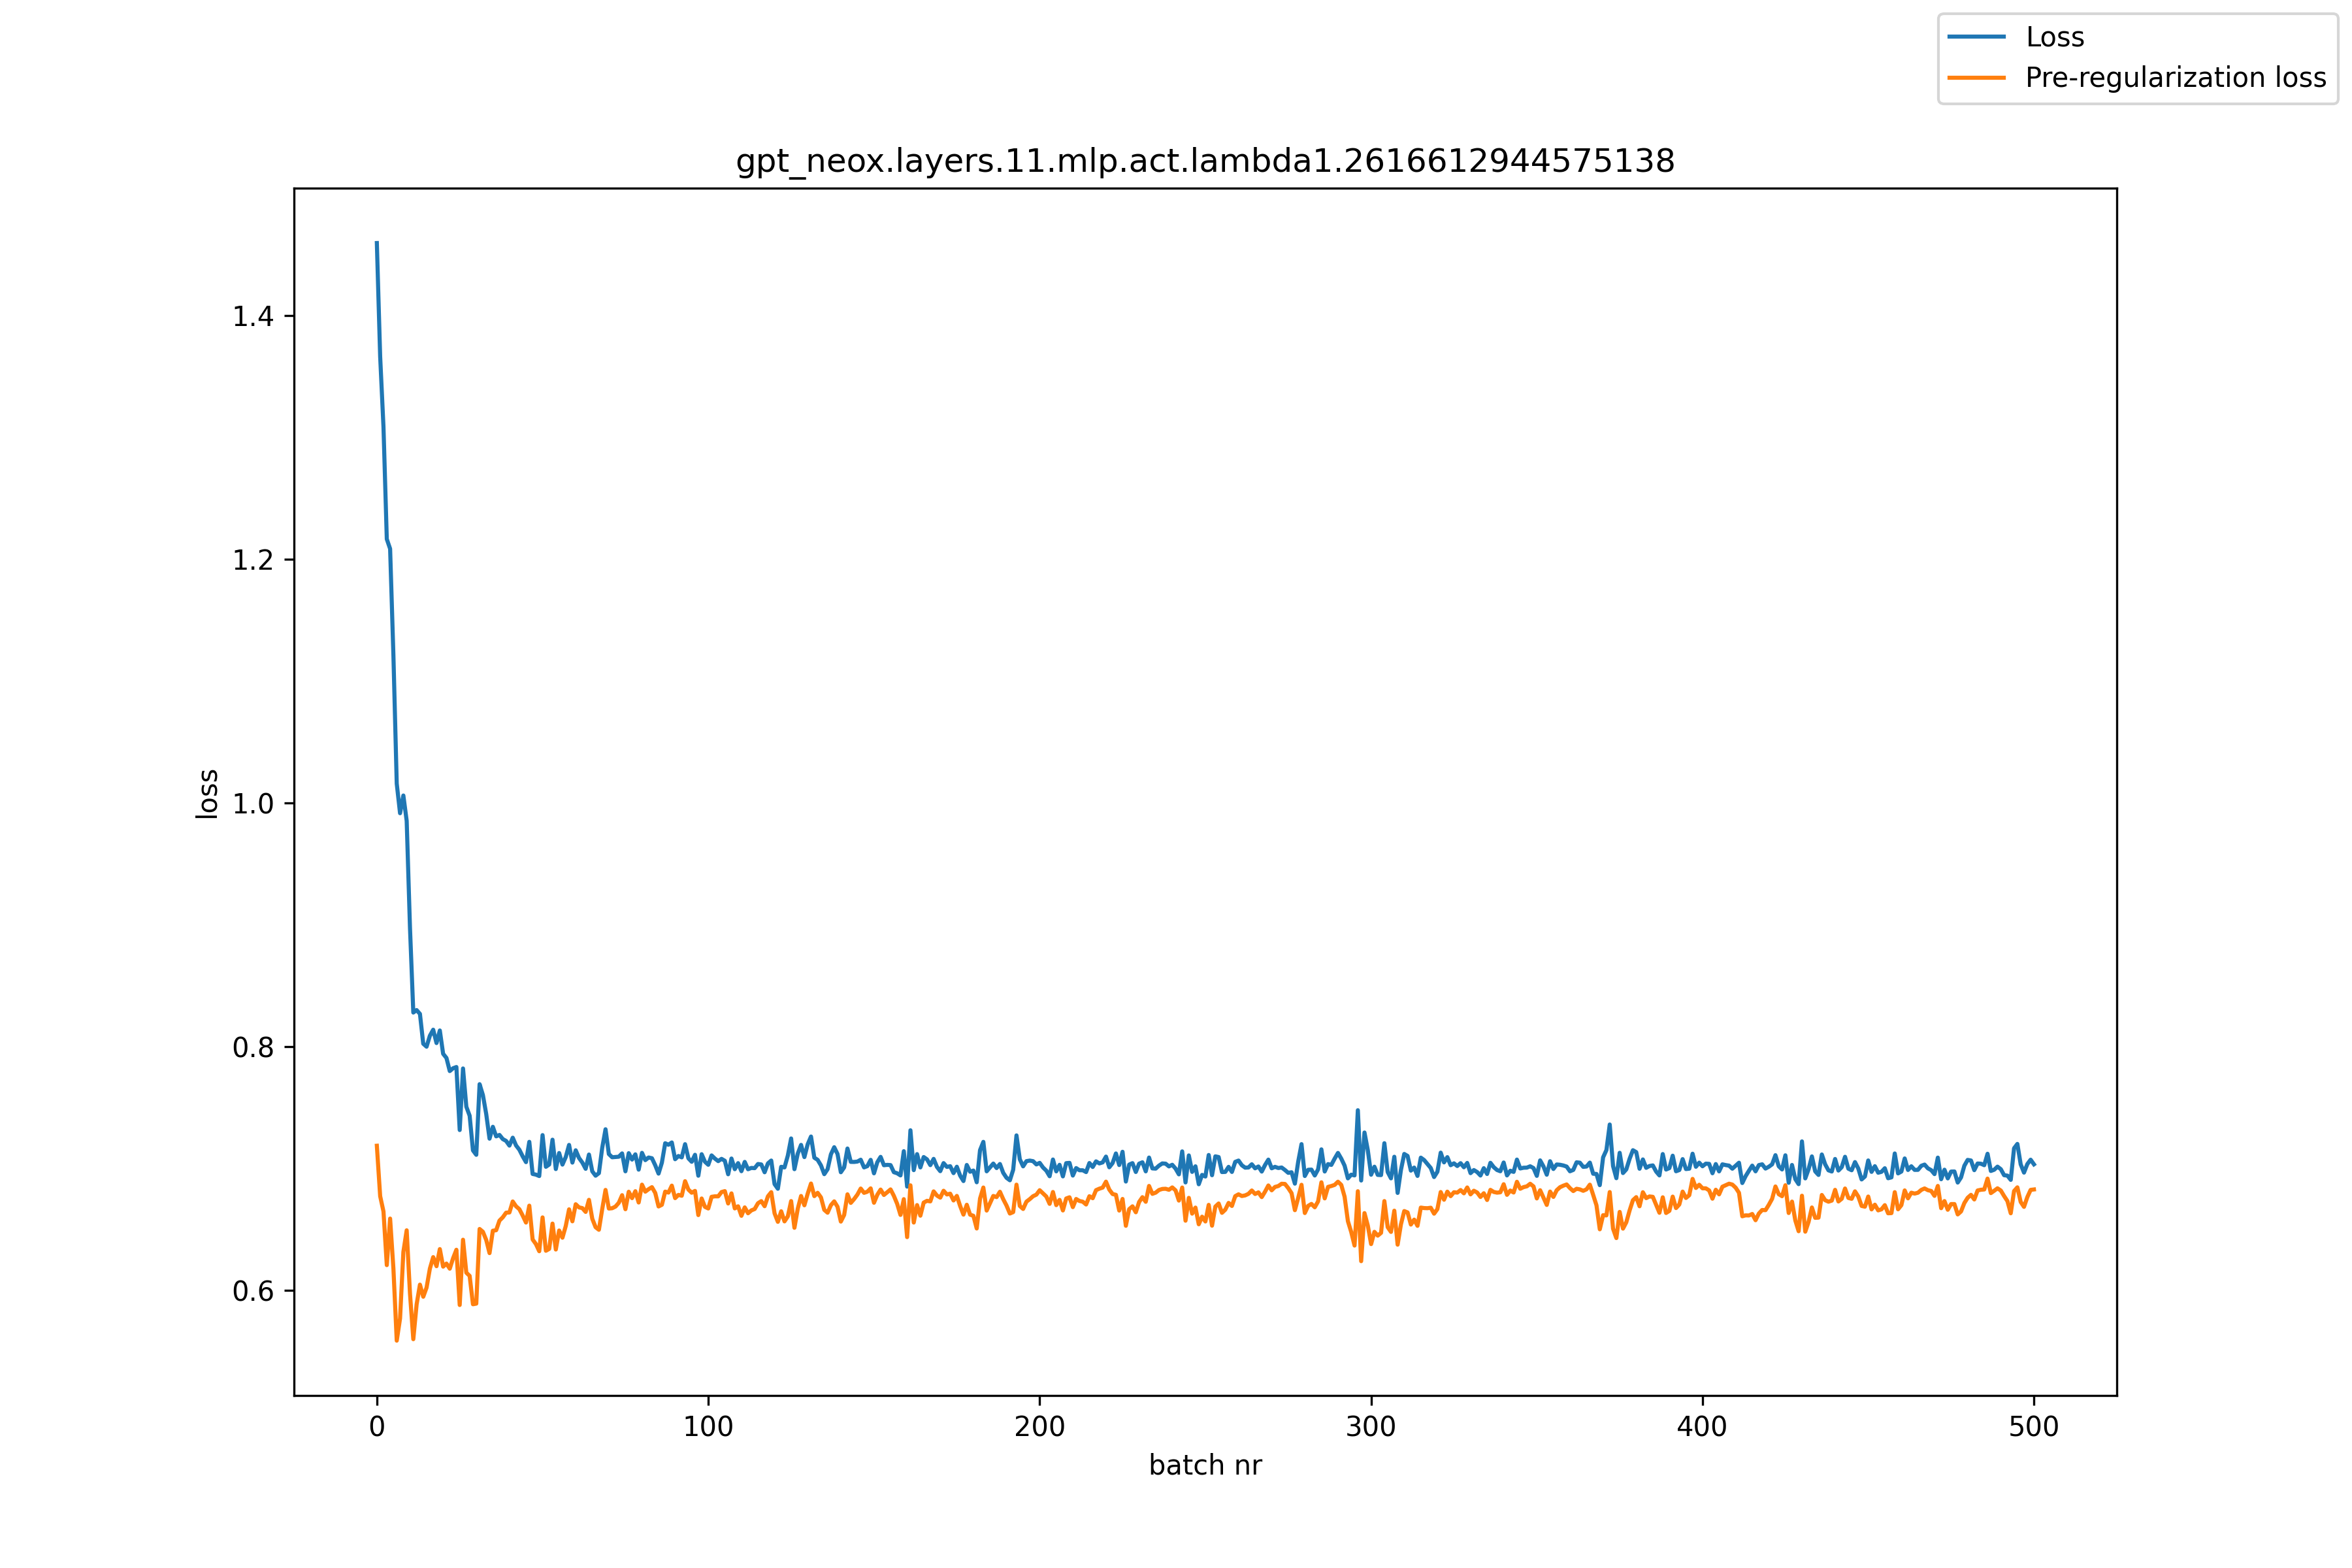 Loss
Pre-regularization loss
gpt_neox.layers.11.mlp.act.lambda1.2616612944575138
1.4
1.2
1.0
0.8
0.6
loss
0 100 200 300 400 500
batch nr